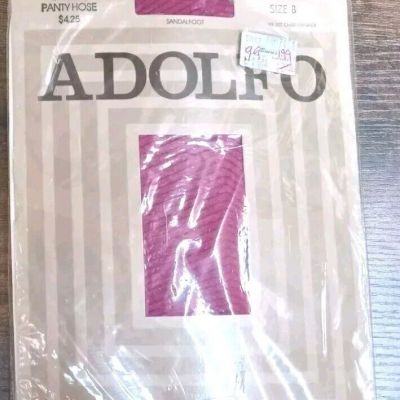 PANTY HOSE
$4.25
SANDALFOOT
SIZE B
ADOLFO